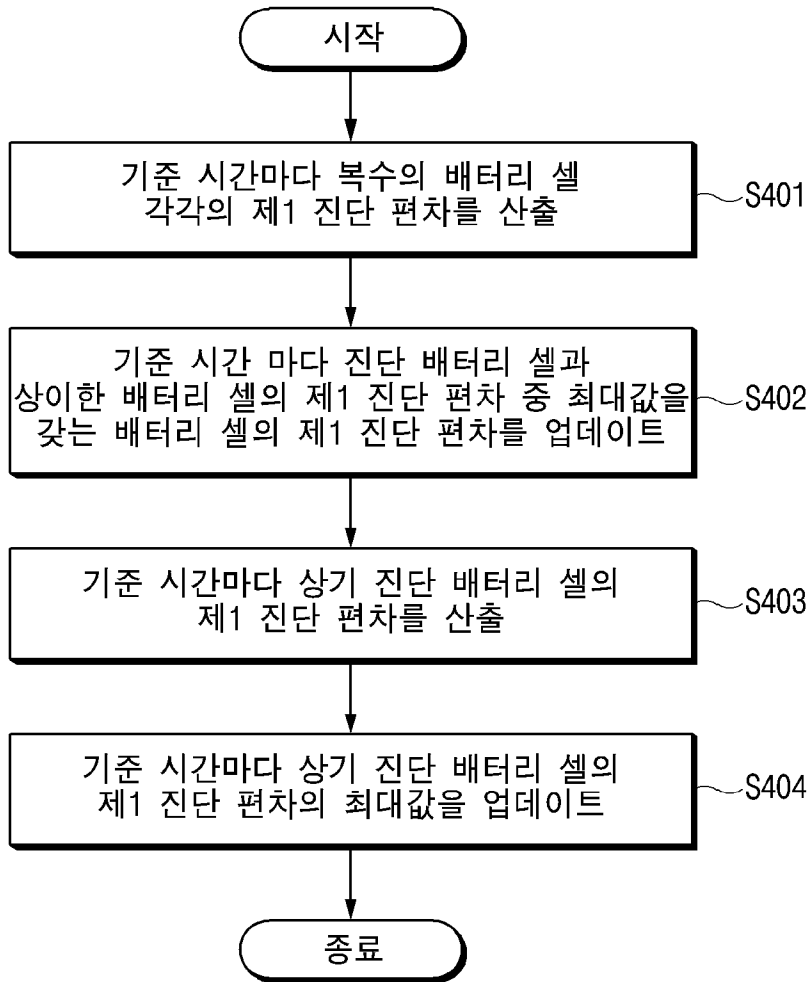 시작
기준 시간마다 복수의 배터리 셀
각각의 제1 진단 편차를 산출
S401
기준 시간 마다 진단 배터리 셀과
상이한 배터리 셀의 제1 진단 편차 중 최대값을
갖는 배터리 셀의 제1 진단 편차를 업데이트
S402
기준 시간마다 상기 진단 배터리 셀의
제1 진단 편차를 산출
S403
기준 시간마다 상기 진단 배터리 셀의
제1 진단 편차의 최대값을 업데이트
S404
종료